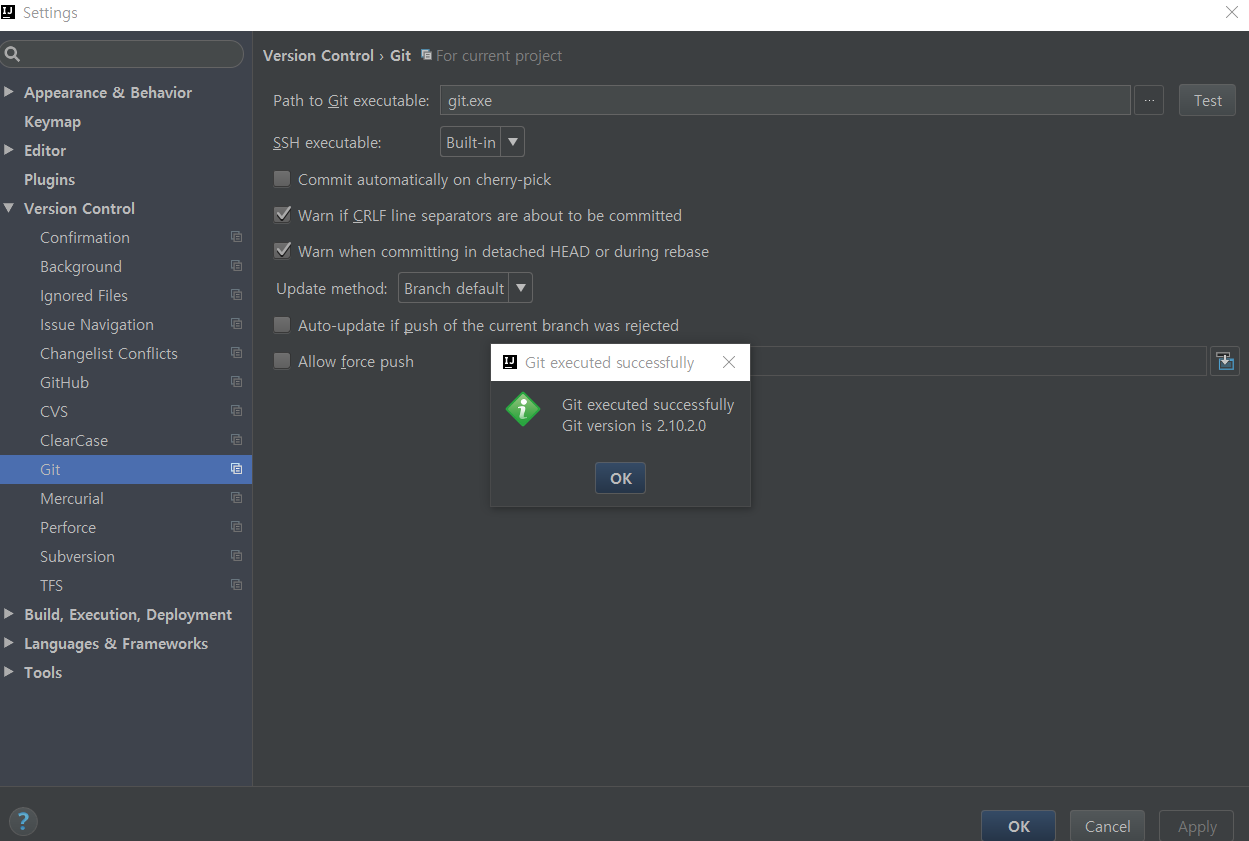 Settings
Version Control › Git For current project
Appearance & Behavior
Keymap
Editor
Plugins
Version Control
Confirmation
Background
Ignored Files
Issue Navigation
Changelist Conflicts
GitHub
CVS
ClearCase
Git
Mercurial
Perforce
Subversion
TFS
Build, Execution, Deployment
Languages & Frameworks
Tools
Path to Git executable: git.exe ... Test
SSH executable: Built-in
Commit automatically on cherry-pick
Warn if CRLF line separators are about to be committed
Warn when committing in detached HEAD or during rebase
Update method: Branch default
Auto-update if push of the current branch was rejected
Allow force push
Git executed successfully
Git executed successfully
Git version is 2.10.2.0
OK
?
OK Cancel Apply